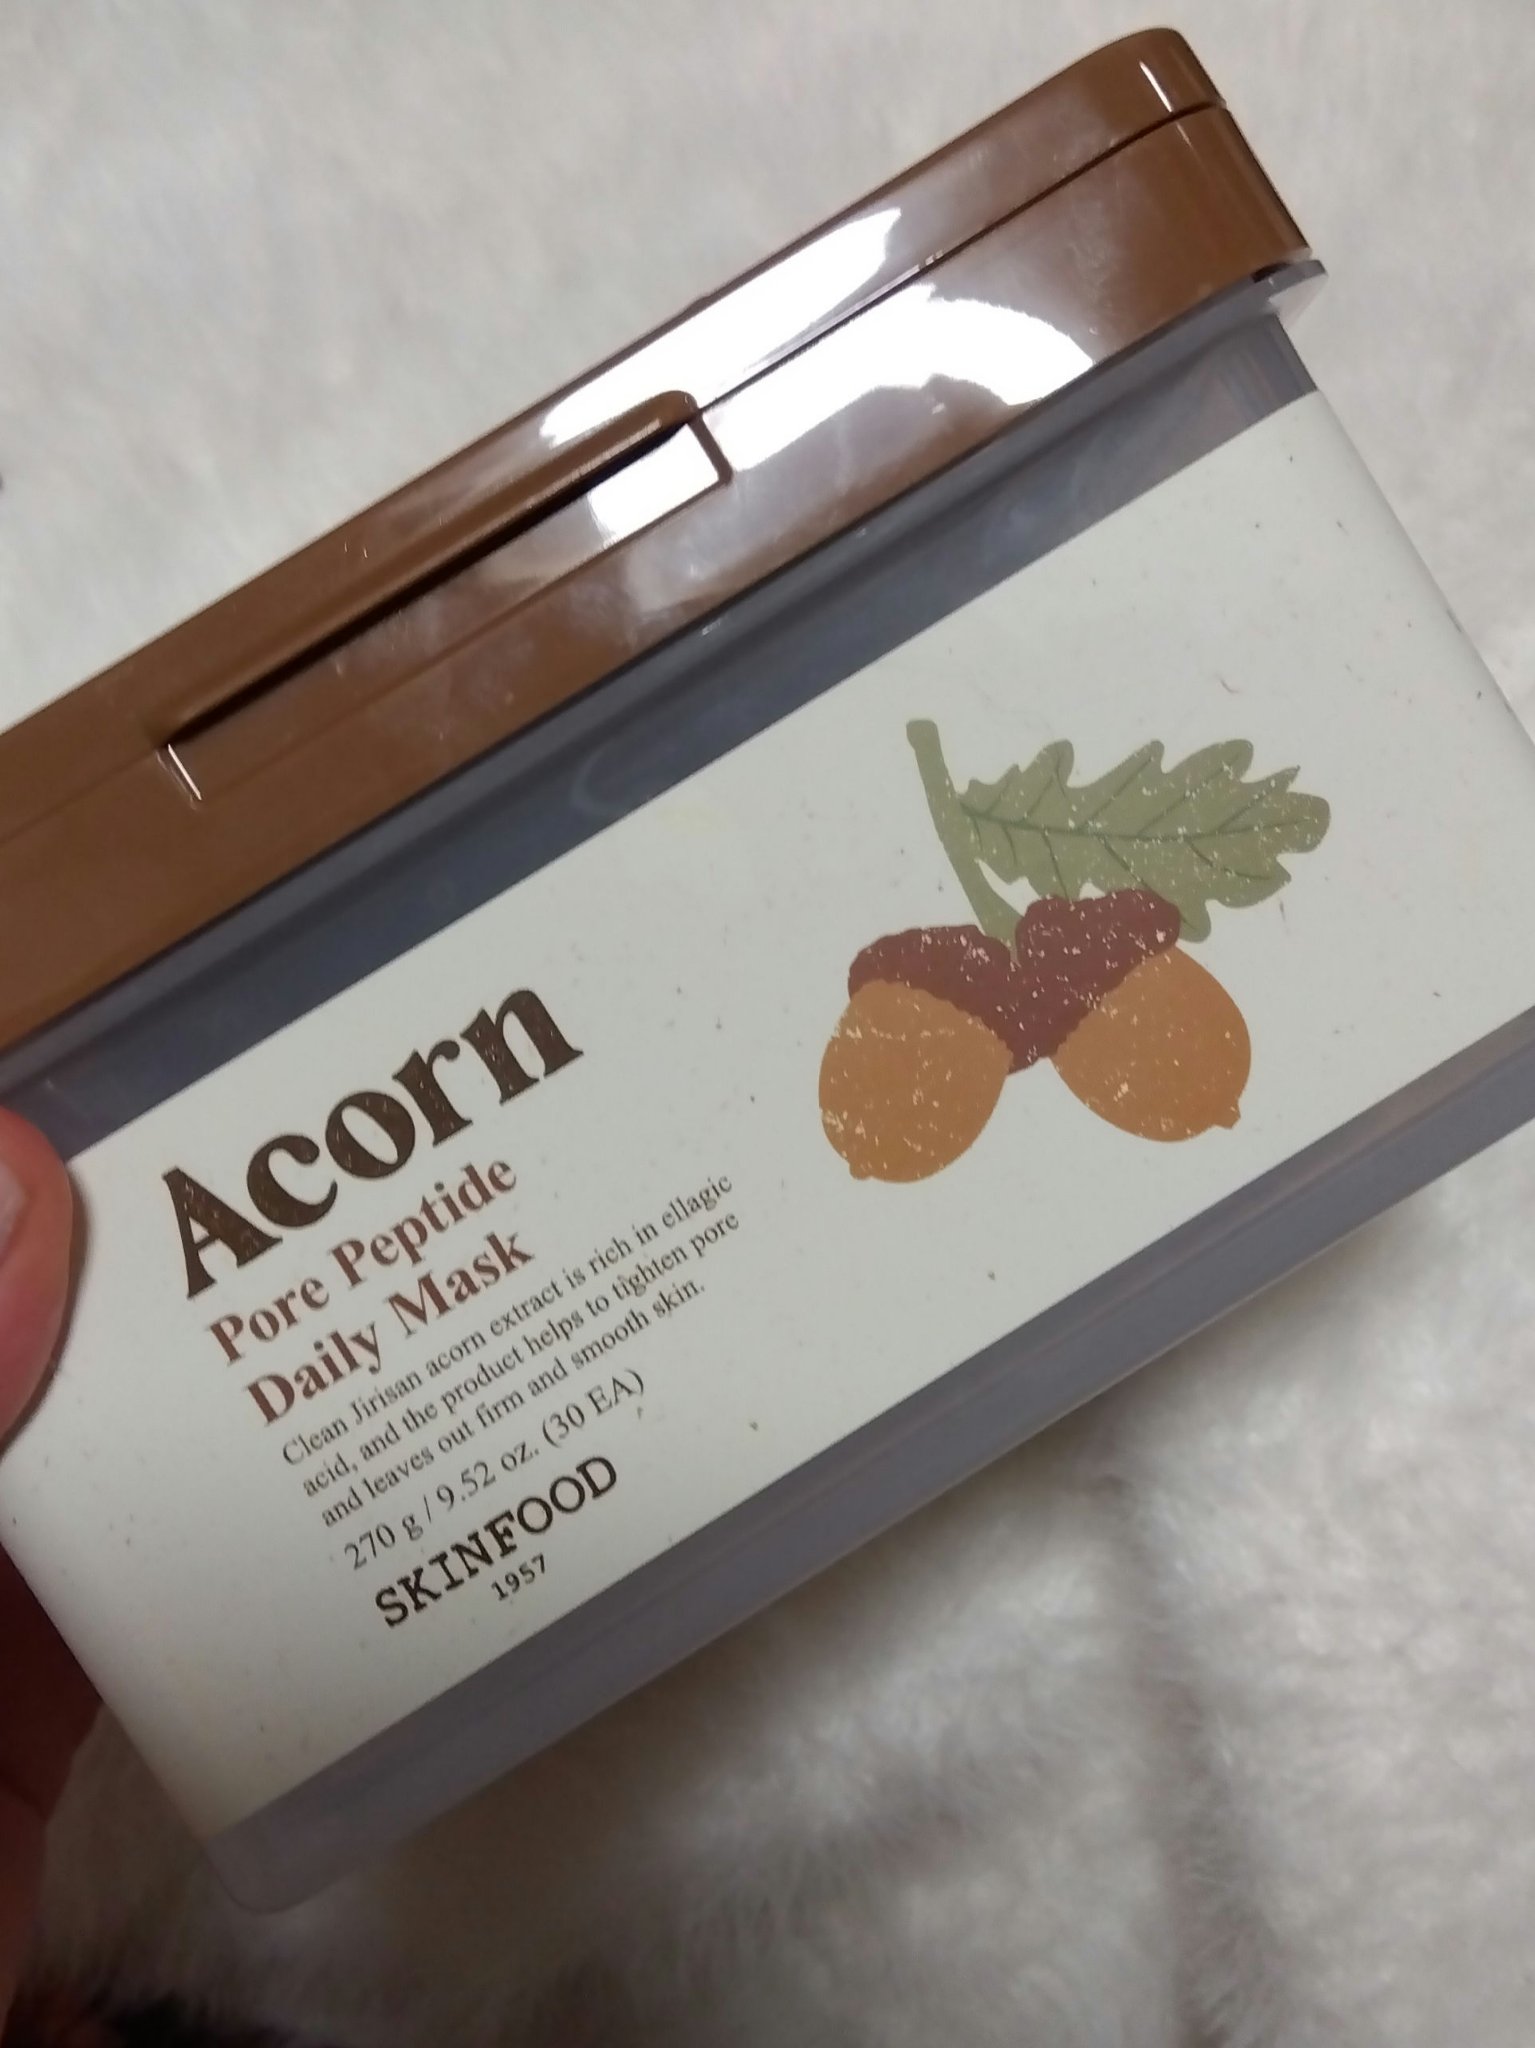 Acorn
Pore Peptide
Daily Mask
Clean Jirisan acorn extract is rich in ellagic
acid, and the product helps to tighten pore
and leaves out firm and smooth skin.
270 g / 9.52 oz. (30 EA)
SKINFOOD
1957